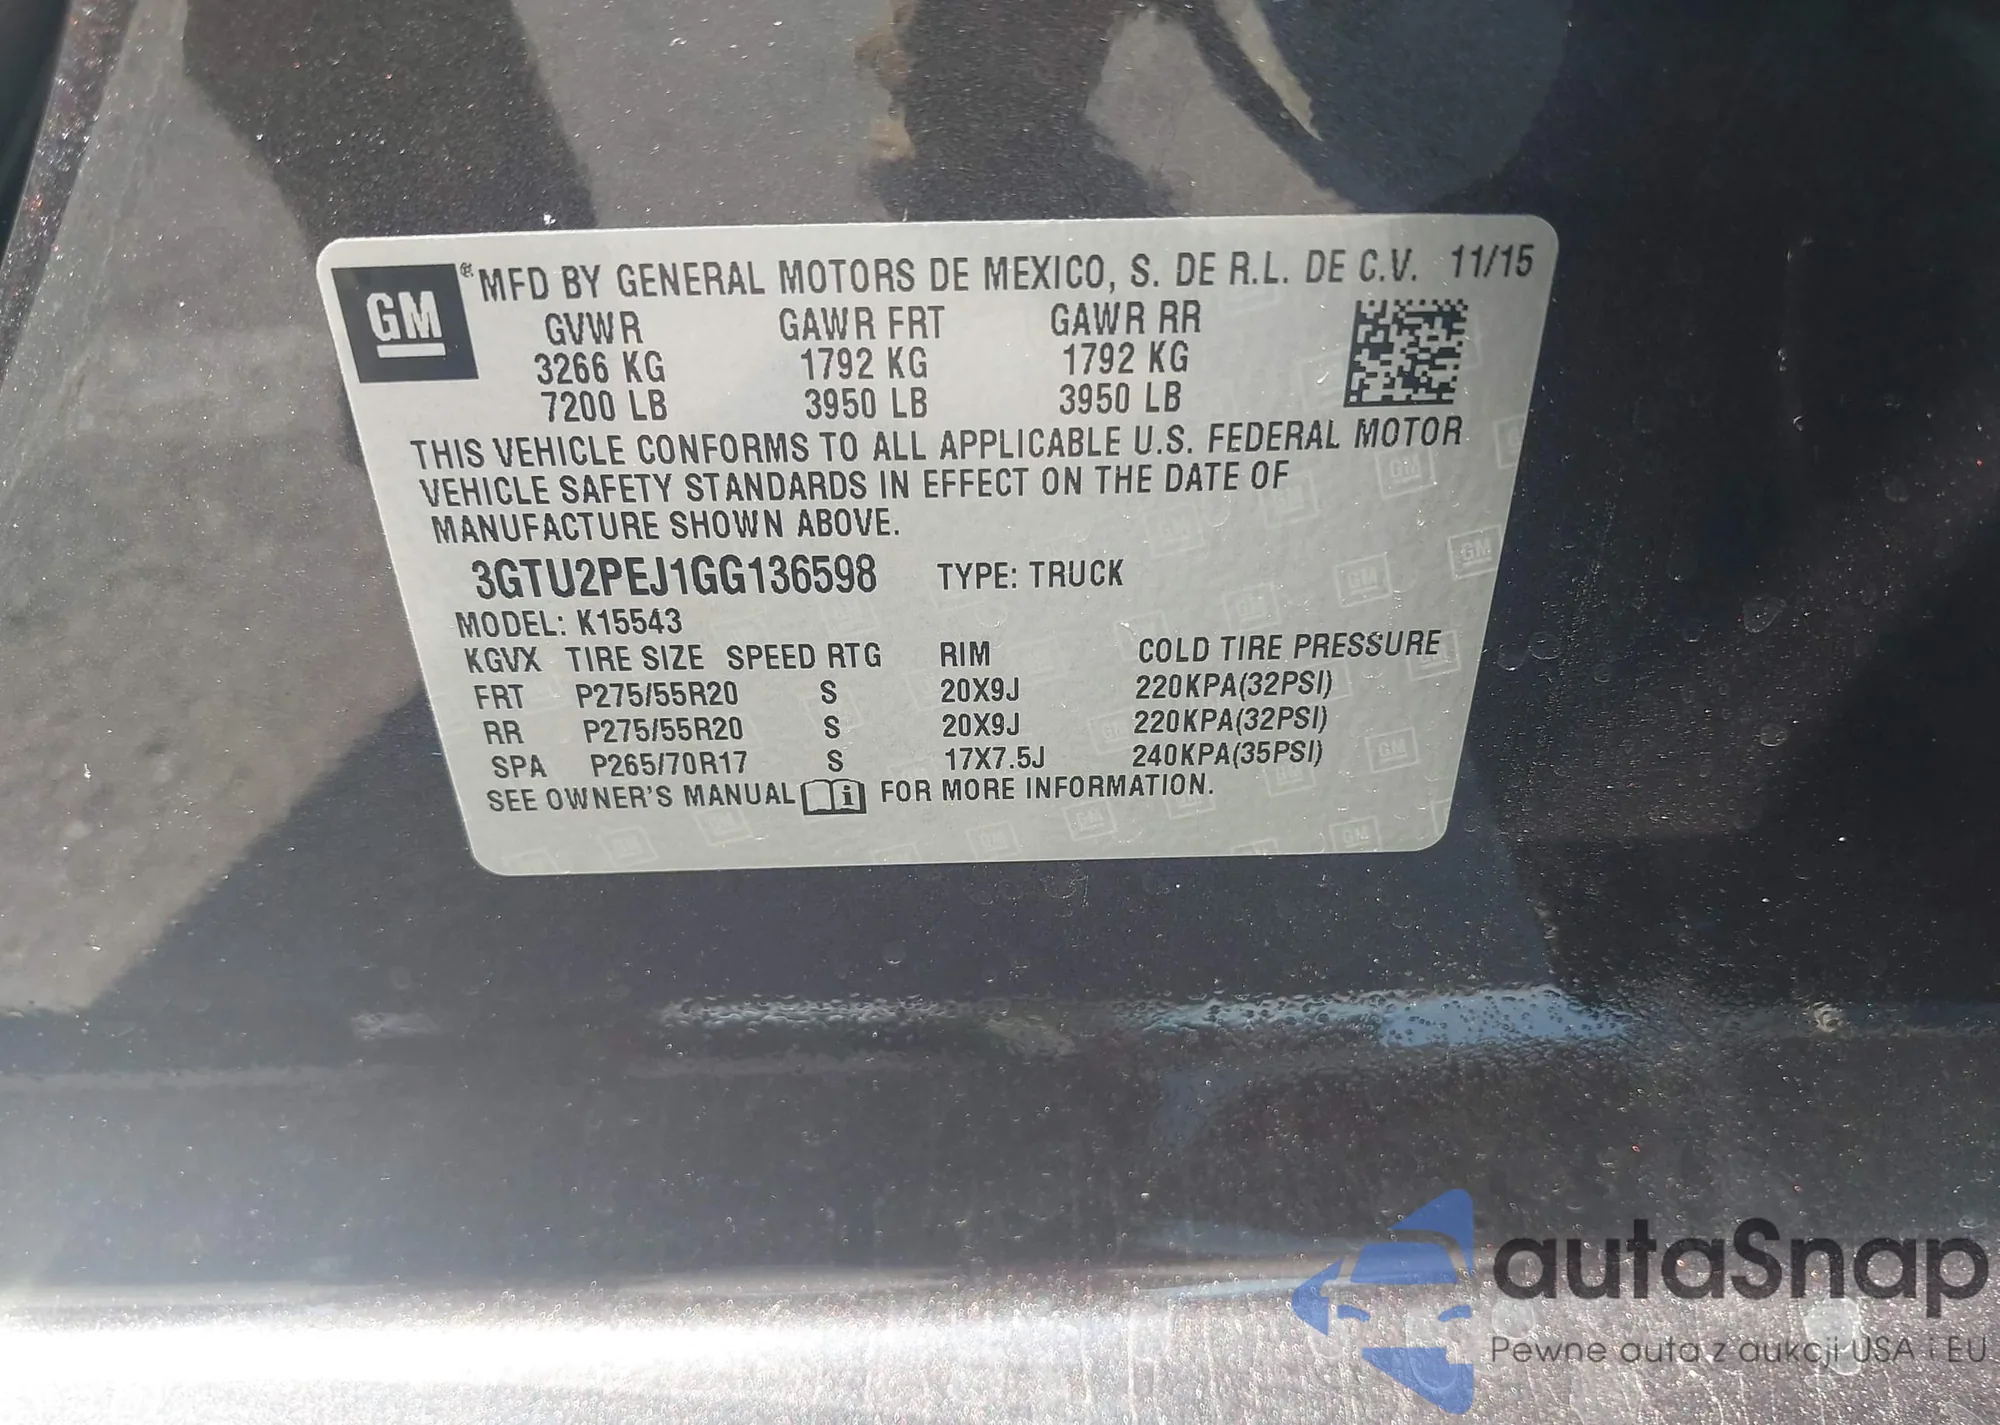 GM
® MFD BY GENERAL MOTORS DE MEXICO, S. DE R.L. DE C.V. 11/15
GVWR GAWR FRT GAWR RR
3266 KG 1792 KG 1792 KG
7200 LB 3950 LB 3950 LB
THIS VEHICLE CONFORMS TO ALL APPLICABLE U.S. FEDERAL MOTOR
VEHICLE SAFETY STANDARDS IN EFFECT ON THE DATE OF
MANUFACTURE SHOWN ABOVE.
3GTU2PEJ1GG136598 TYPE: TRUCK
MODEL: K15543
KGVX TIRE SIZE SPEED RTG RIM COLD TIRE PRESSURE
FRT P275/55R20 S 20X9J 220KPA(32PSI)
RR P275/55R20 S 20X9J 220KPA(32PSI)
SPA P265/70R17 S 17X7.5J 240KPA(35PSI)
SEE OWNER'S MANUAL i FOR MORE INFORMATION.
autaSnap
Pewne auta z aukcji USA i EU